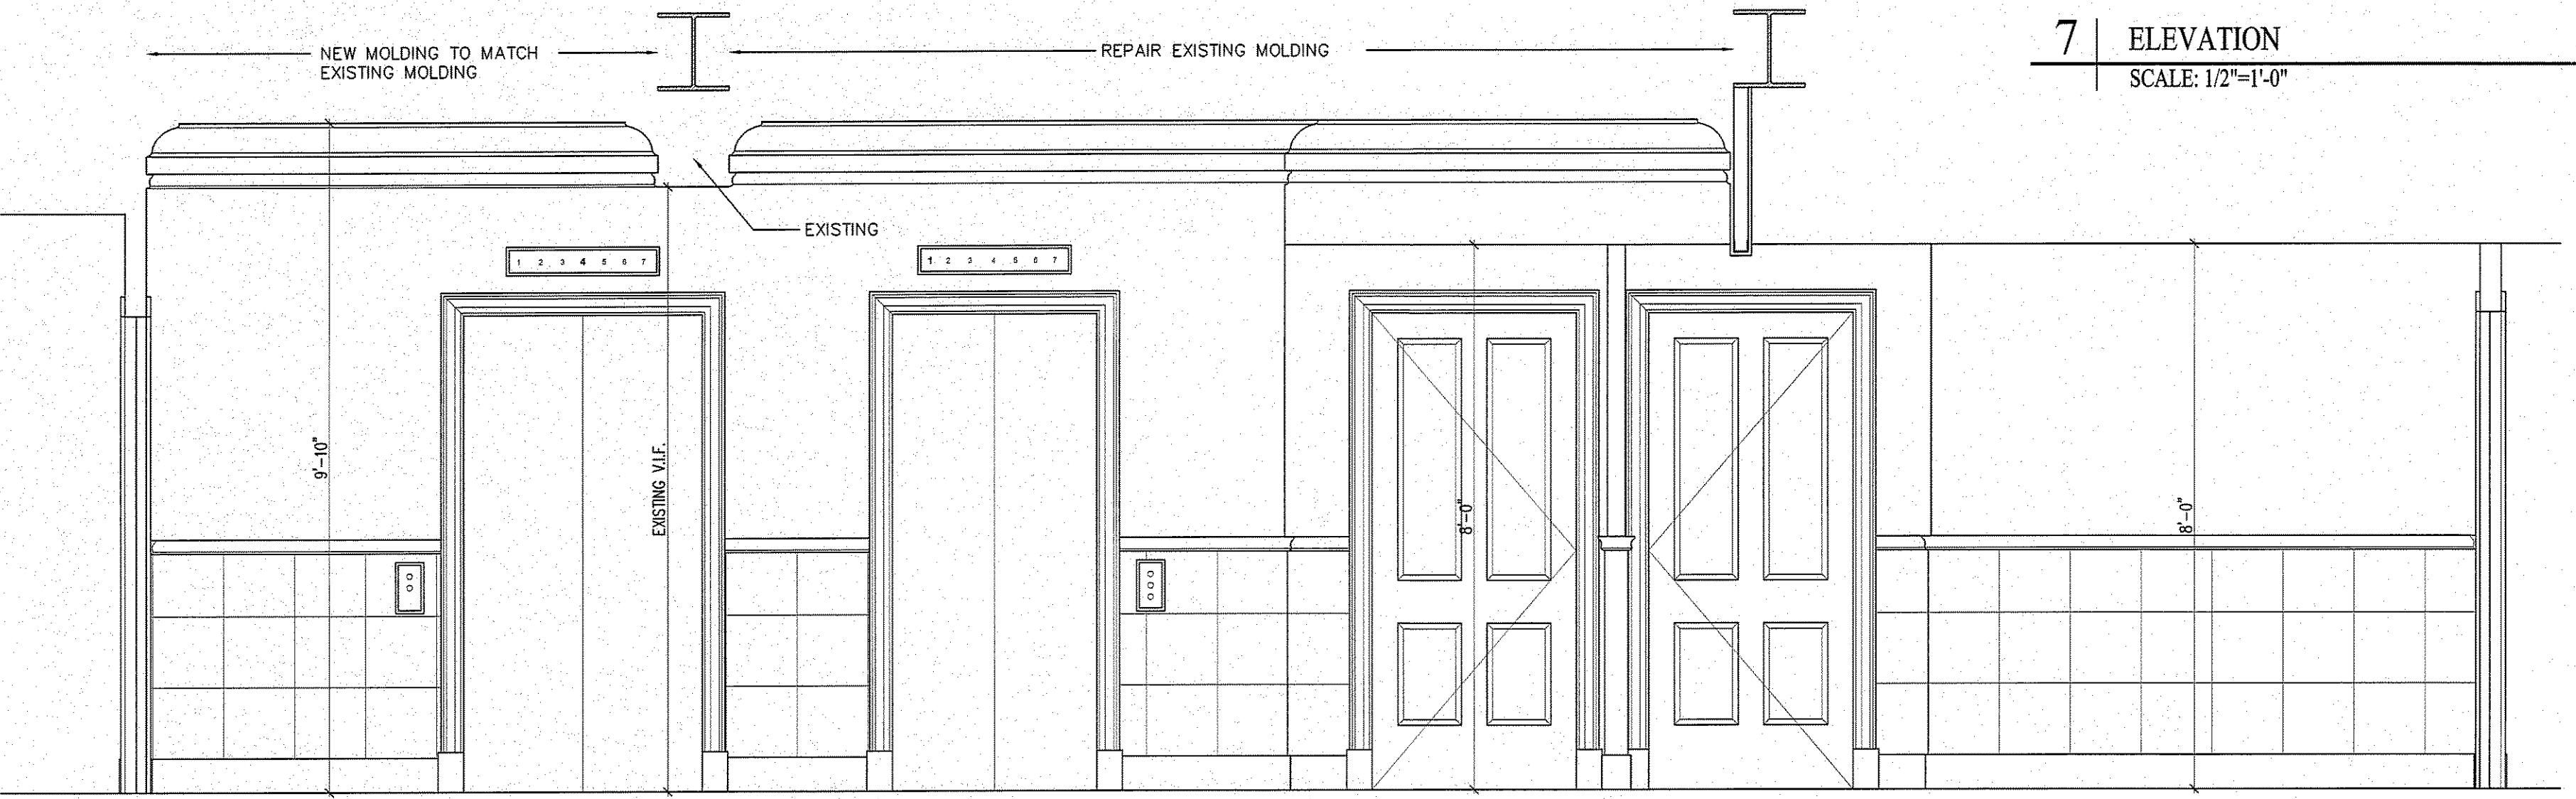 7
ELEVATION
SCALE: 1/2"=1'-0"
NEW MOLDING TO MATCH
EXISTING MOLDING
REPAIR EXISTING MOLDING
EXISTING
1 2 3 4 5 6 7
1 2 3 4 5 6 7
9'-10"
EXISTING V.I.F.
8'-0"
8'-0"